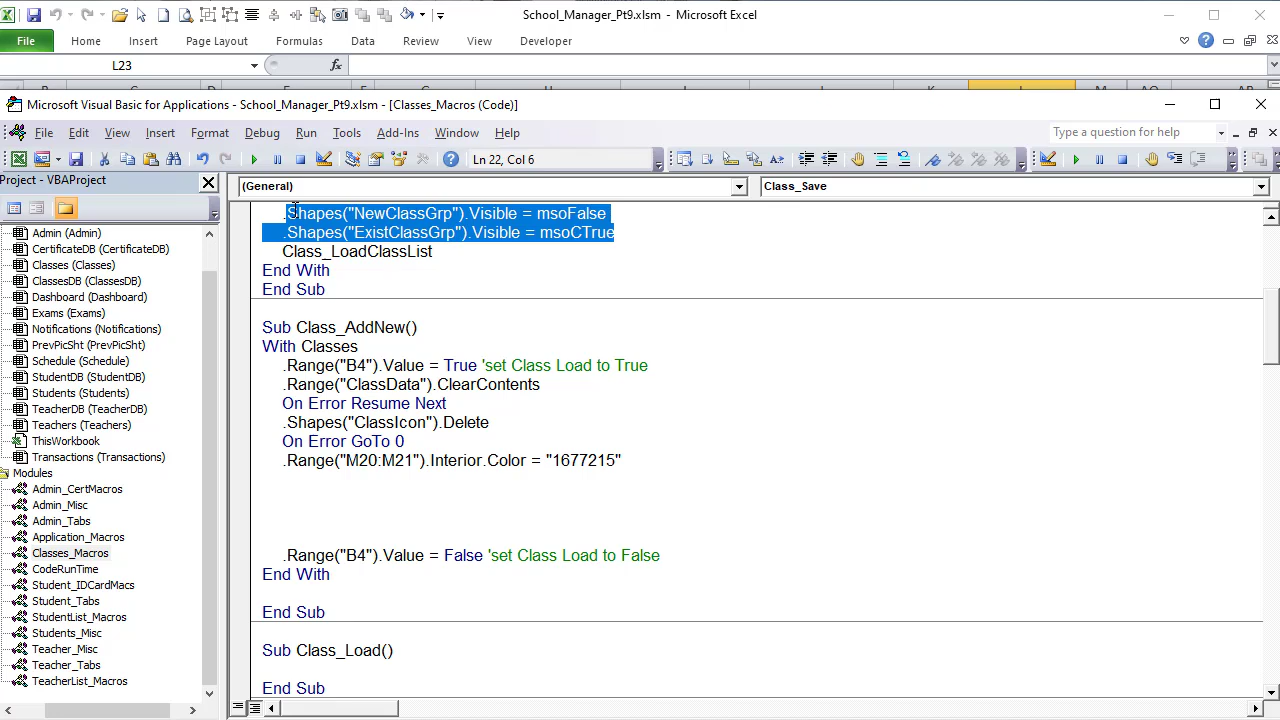 School_Manager_Pt9.xlsm - Microsoft Excel
File Home Insert Page Layout Formulas Data Review View Developer
L23 fx
Microsoft Visual Basic for Applications - School_Manager_Pt9.xlsm - [Classes_Macros (Code)]
File Edit View Insert Format Debug Run Tools Add-Ins Window Help Type a question for help
Ln 22, Col 6
Project - VBAProject
(General) Class_Save
Admin (Admin)
CertificateDB (CertificateDB)
Classes (Classes)
ClassesDB (ClassesDB)
Dashboard (Dashboard)
Exams (Exams)
Notifications (Notifications)
PrevPicSht (PrevPicSht)
Schedule (Schedule)
StudentDB (StudentDB)
Students (Students)
TeacherDB (TeacherDB)
Teachers (Teachers)
ThisWorkbook
Transactions (Transactions)
Modules
Admin_CertMacros
Admin_Misc
Admin_Tabs
Application_Macros
Classes_Macros
CodeRunTime
Student_IDCardMacs
Student_Tabs
StudentList_Macros
Students_Misc
Teacher_Misc
Teacher_Tabs
TeacherList_Macros
.Shapes("NewClassGrp").Visible = msoFalse
.Shapes("ExistClassGrp").Visible = msoCTrue
Class_LoadClassList
End With
End Sub
Sub Class_AddNew()
With Classes
.Range("B4").Value = True 'set Class Load to True
.Range("ClassData").ClearContents
On Error Resume Next
.Shapes("ClassIcon").Delete
On Error GoTo 0
.Range("M20:M21").Interior.Color = "1677215"
.Range("B4").Value = False 'set Class Load to False
End With
End Sub
Sub Class_Load()
End Sub